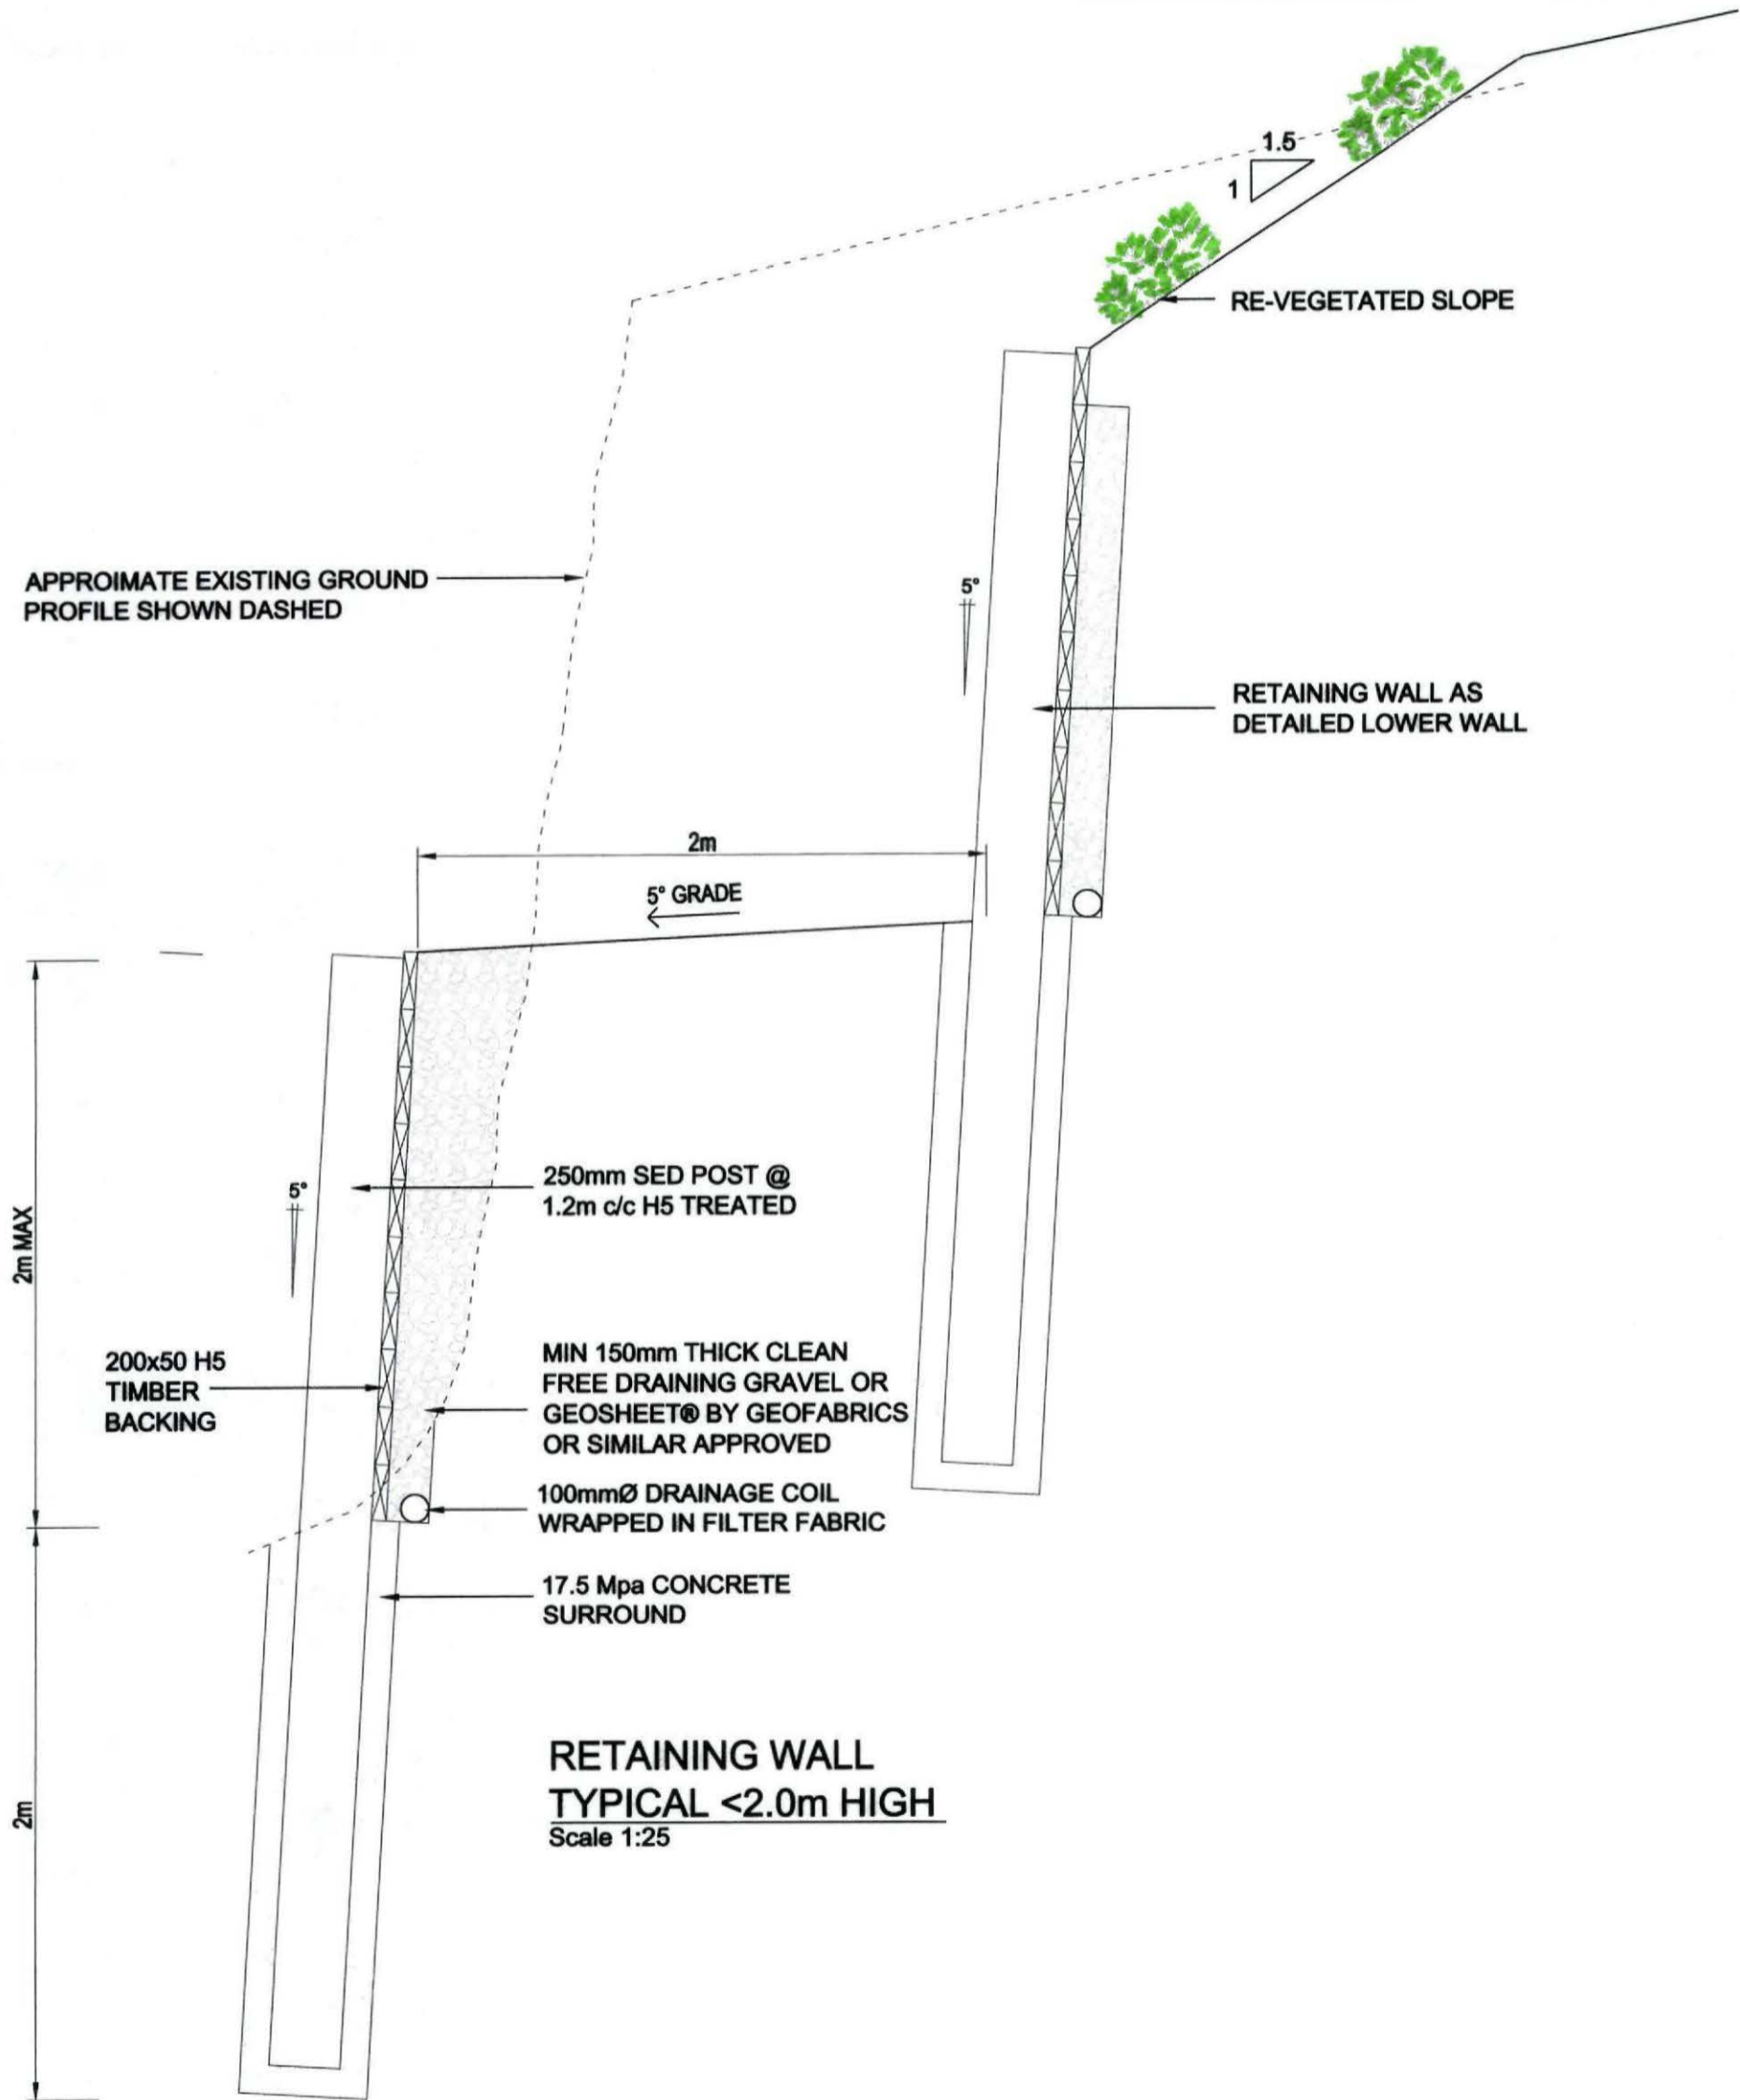 1.5
1
RE-VEGETATED SLOPE
APPROIMATE EXISTING GROUND
PROFILE SHOWN DASHED
5°
RETAINING WALL AS
DETAILED LOWER WALL
2m
5° GRADE
250mm SED POST @
1.2m c/c H5 TREATED
5°
2m MAX
200x50 H5
TIMBER
BACKING
MIN 150mm THICK CLEAN
FREE DRAINING GRAVEL OR
GEOSHEET® BY GEOFABRICS
OR SIMILAR APPROVED
100mmØ DRAINAGE COIL
WRAPPED IN FILTER FABRIC
17.5 Mpa CONCRETE
SURROUND
2m
RETAINING WALL
TYPICAL <2.0m HIGH
Scale 1:25